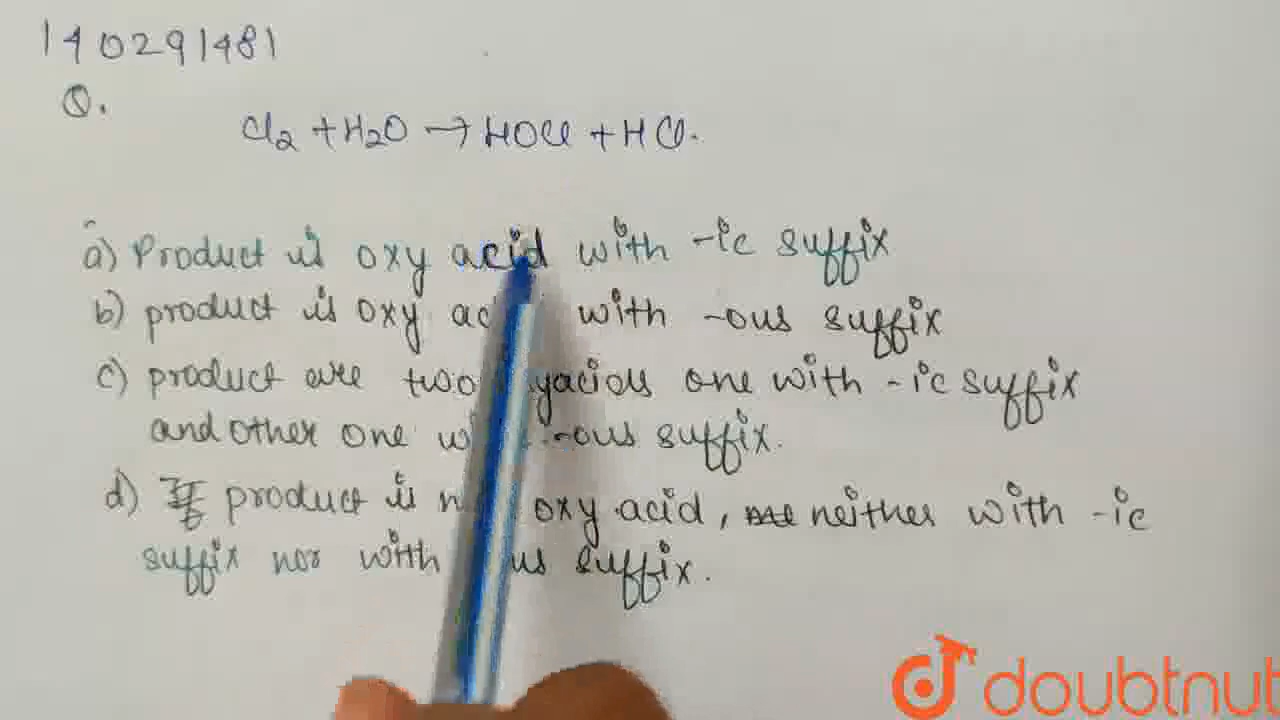 140291481
Q.
Cl2 + H2O → HOCl + HCl.
a) Product is oxy acid with -ic suffix
b) product is oxy with -ous suffix
c) product are two one with -ic suffix
and other one -ous suffix.
d) product is oxy acid, neither with -ic
suffix nor with suffix.
doubtnut